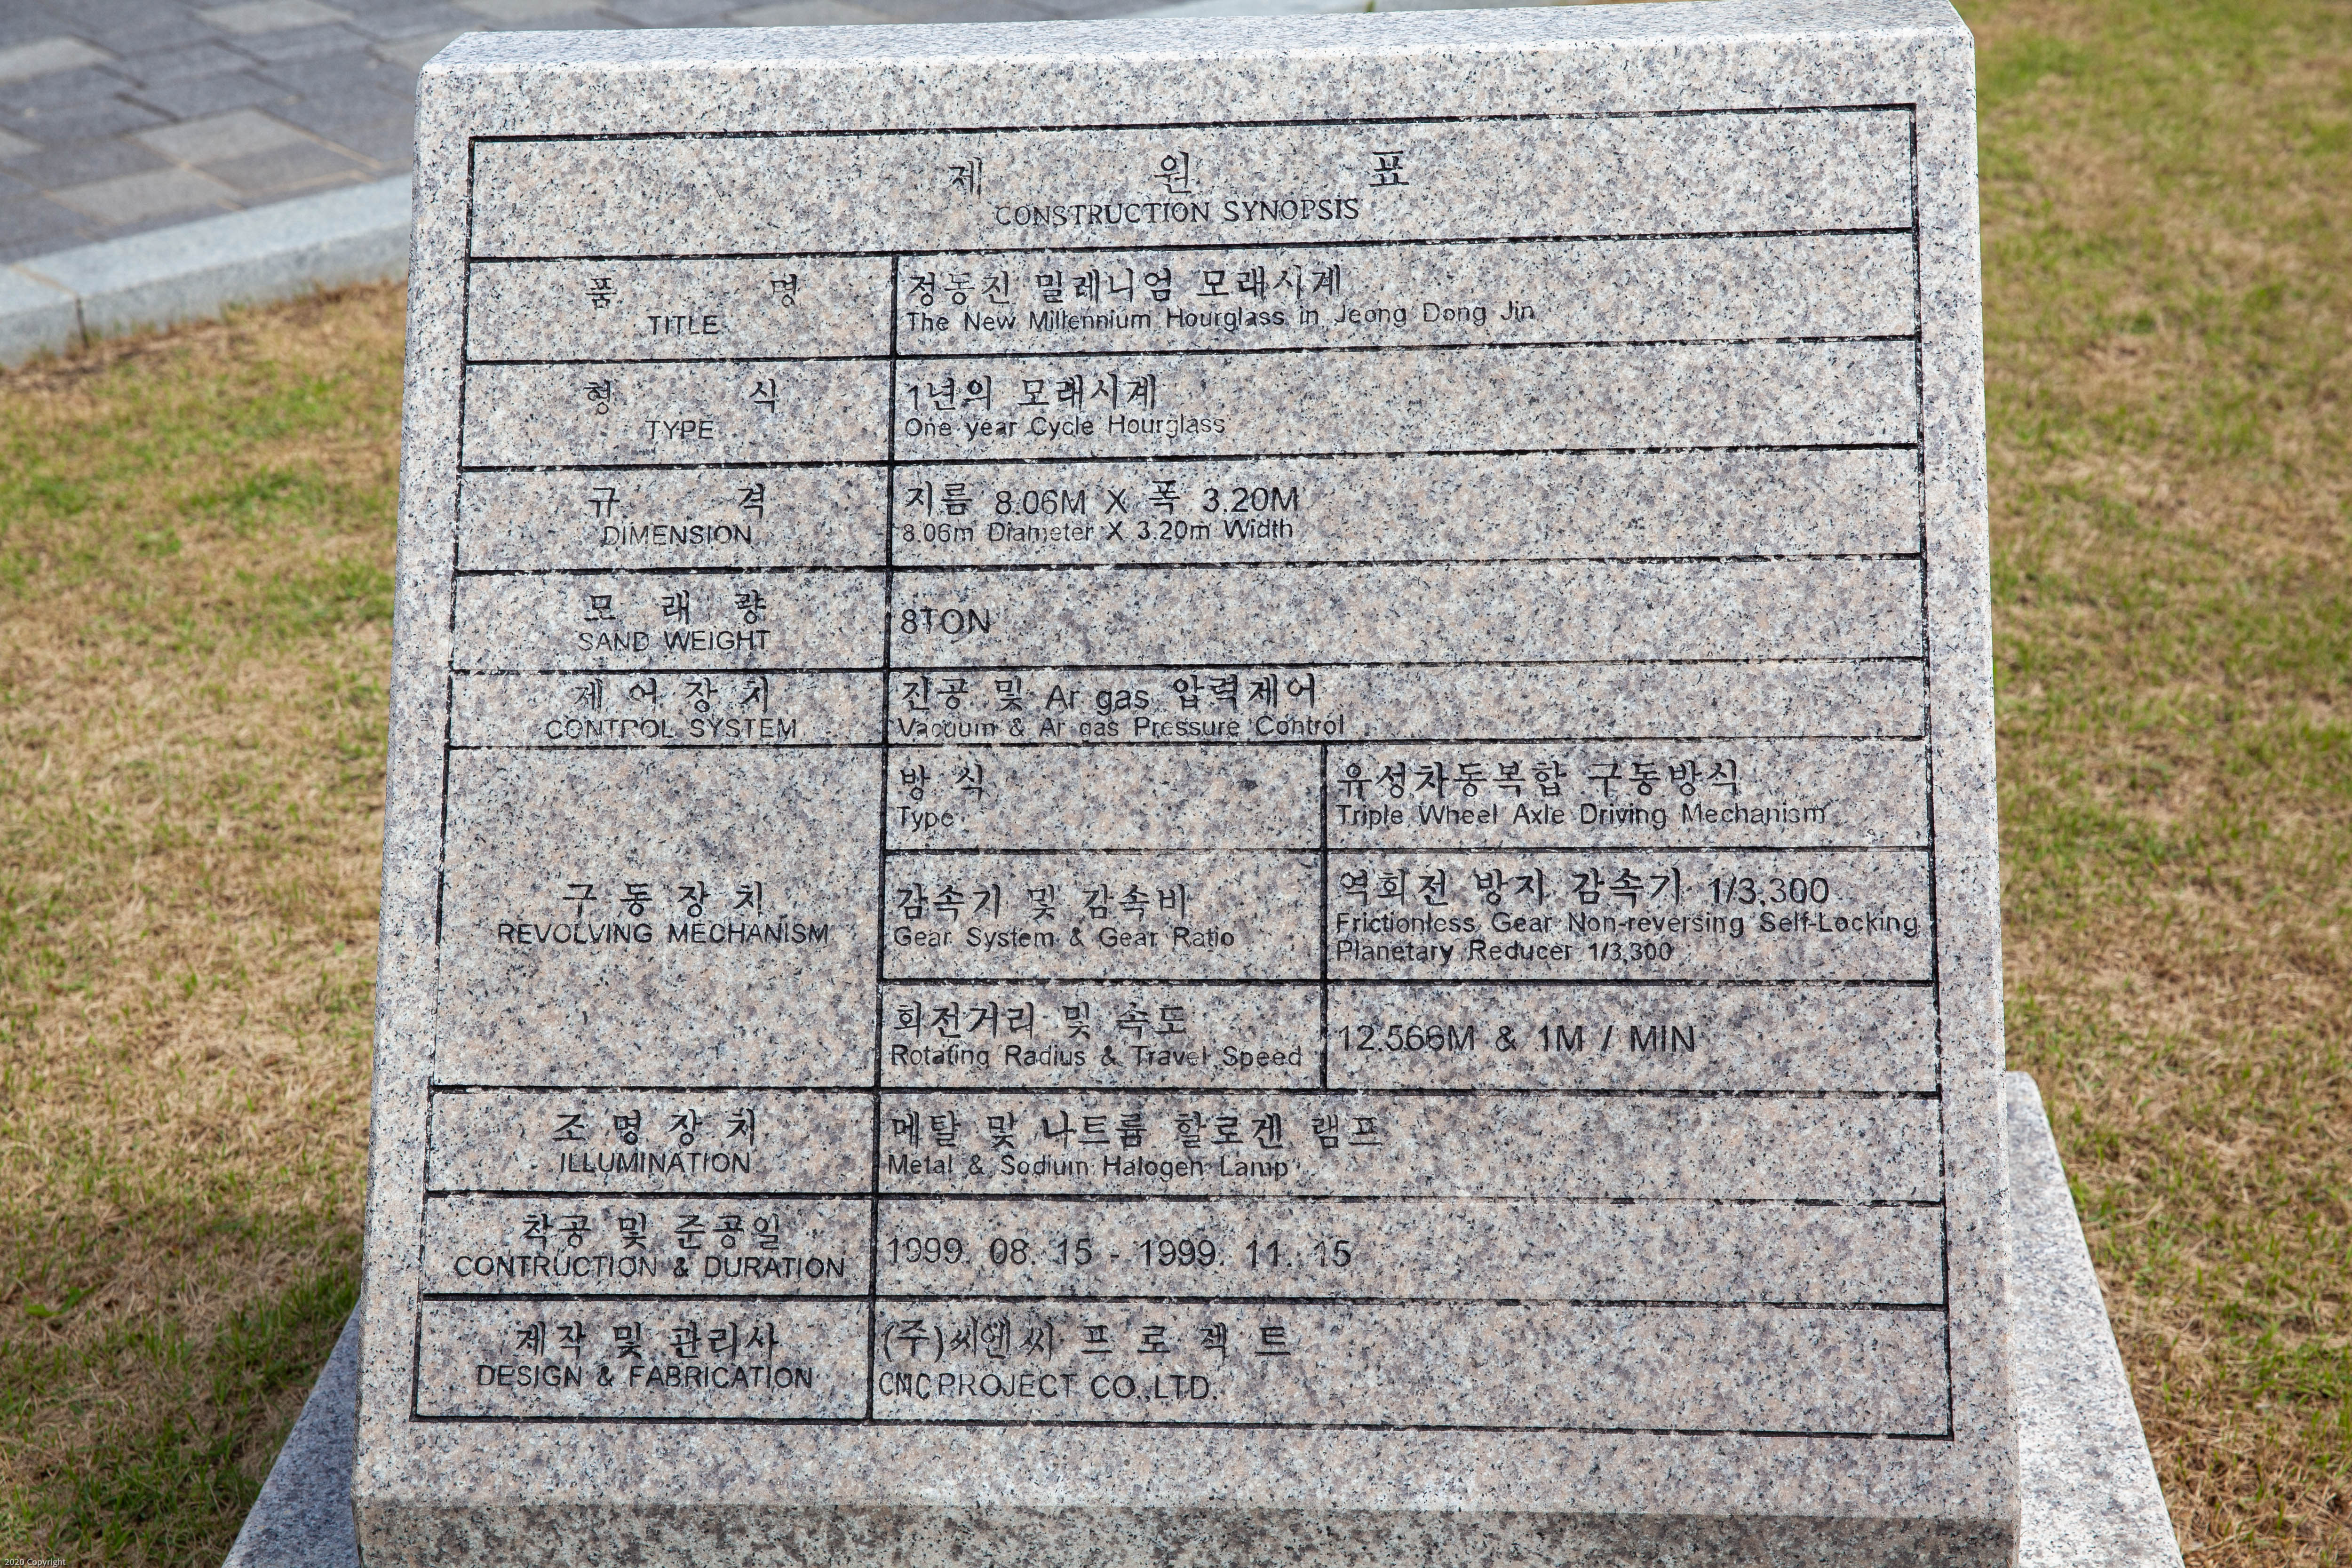 제 원 표
CONSTRUCTION SYNOPSIS
품 명
TITLE
정동진 밀레니엄 모래시계
The New Millennium Hourglass in Jeong Dong Jin
형 식
TYPE
1년의 모래시계
One year Cycle Hourglass
규 격
DIMENSION
지름 8.06M X 폭 3.20M
8.06m Diameter X 3.20m Width
모 래 량
SAND WEIGHT
8TON
제 어 장 치
CONTROL SYSTEM
진공 및 Ar gas 압력제어
Vacuum & Ar gas Pressure Control
구 동 장 치
REVOLVING MECHANISM
방 식
Type
유성차동복합 구동방식
Triple Wheel Axle Driving Mechanism
감속기 및 감속비
Gear System & Gear Ratio
역회전 방지 감속기 1/3,300
Frictionless Gear Non-reversing Self-Locking
Planetary Reducer 1/3,300
회전거리 및 속도
Rotating Radius & Travel Speed
12.566M & 1M / MIN
조 명 장 치
ILLUMINATION
메탈 및 나트륨 할로겐 램프
Metal & Sodium Halogen Lamp
착공 및 준공일
CONTRUCTION & DURATION
1999. 08. 15 - 1999. 11. 15
제작 및 관리사
DESIGN & FABRICATION
(주)씨앤씨 프 로 젝 트
CNC PROJECT CO.,LTD.
2020 Copyright